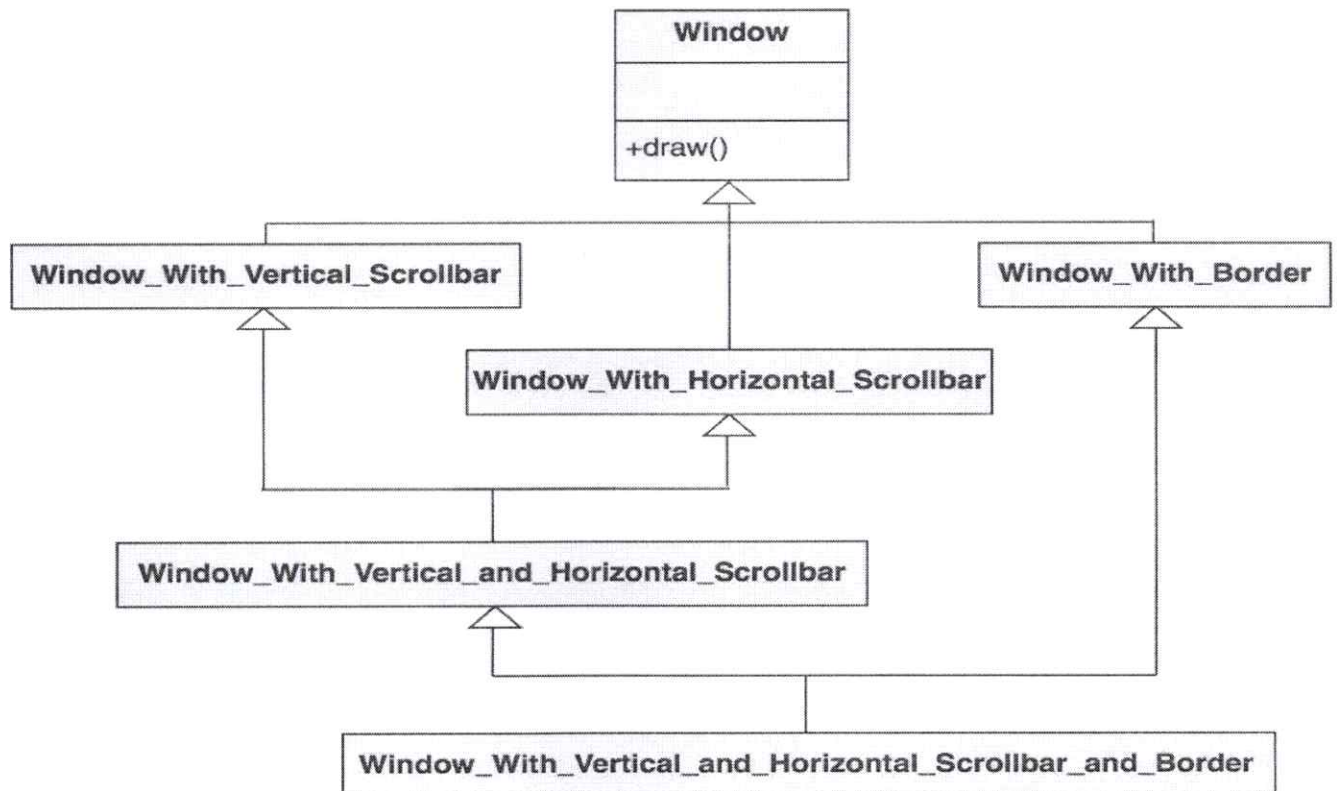 Window
+draw()
Window_With_Vertical_Scrollbar
Window_With_Border
Window_With_Horizontal_Scrollbar
Window_With_Vertical_and_Horizontal_Scrollbar
Window_With_Vertical_and_Horizontal_Scrollbar_and_Border